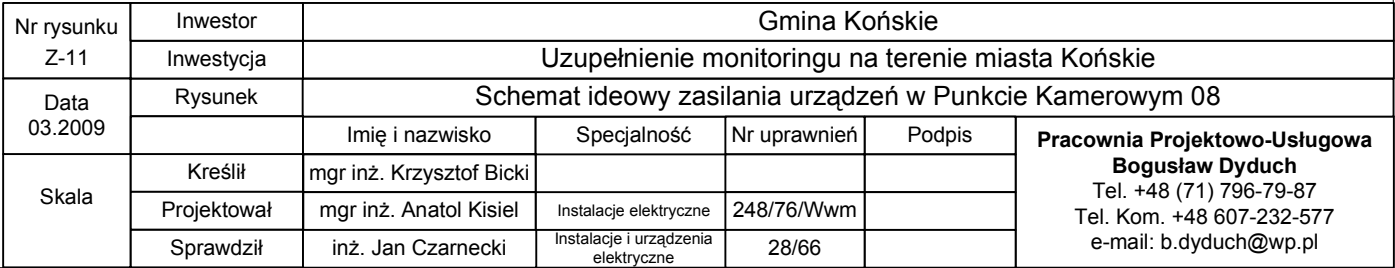 Nr rysunku
Z-11
Inwestor
Gmina Końskie
Inwestycja
Uzupełnienie monitoringu na terenie miasta Końskie
Data
03.2009
Rysunek
Schemat ideowy zasilania urządzeń w Punkcie Kamerowym 08
Imię i nazwisko
Specjalność
Nr uprawnień
Podpis
Skala
Kreślił
mgr inż. Krzysztof Bicki
Projektował
mgr inż. Anatol Kisiel
Instalacje elektryczne
248/76/Wwm
Sprawdził
inż. Jan Czarnecki
Instalacje i urządzenia
elektryczne
28/66
Pracownia Projektowo-Usługowa
Bogusław Dyduch
Tel. +48 (71) 796-79-87
Tel. Kom. +48 607-232-577
e-mail: b.dyduch@wp.pl